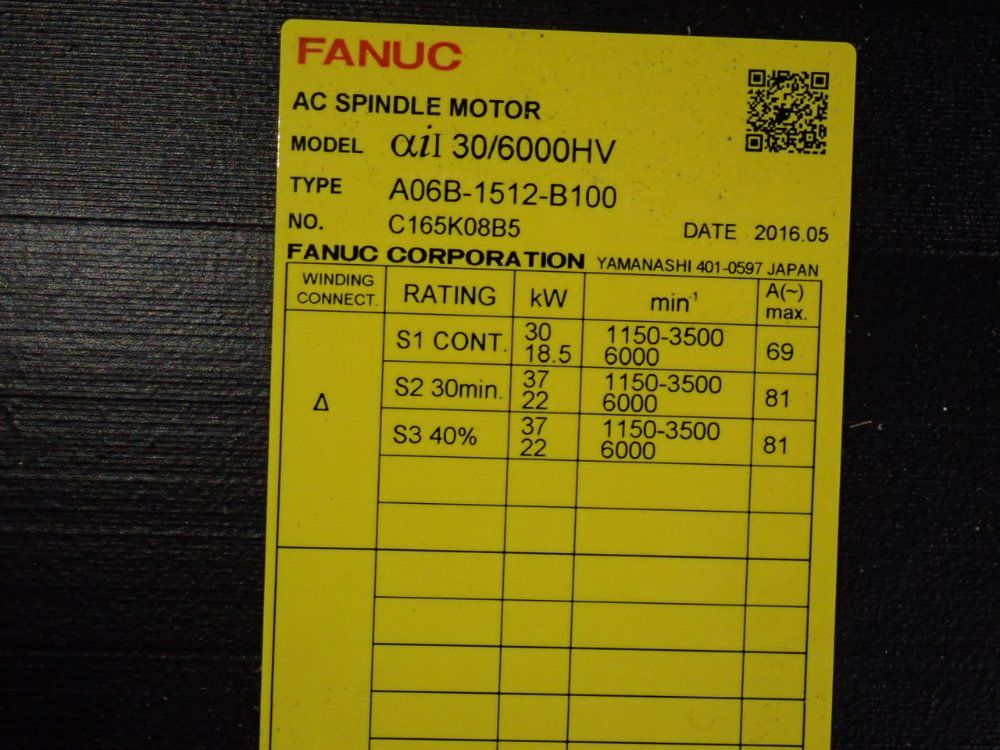 FANUC
AC SPINDLE MOTOR
MODEL αiI 30/6000HV
TYPE A06B-1512-B100
NO. C165K08B5 DATE 2016.05
FANUC CORPORATION YAMANASHI 401-0597 JAPAN
WINDING CONNECT. RATING kW min⁻¹ A(~) max.
Δ
S1 CONT. 30 1150-3500 69
18.5 6000
S2 30min. 37 1150-3500 81
22 6000
S3 40% 37 1150-3500 81
22 6000